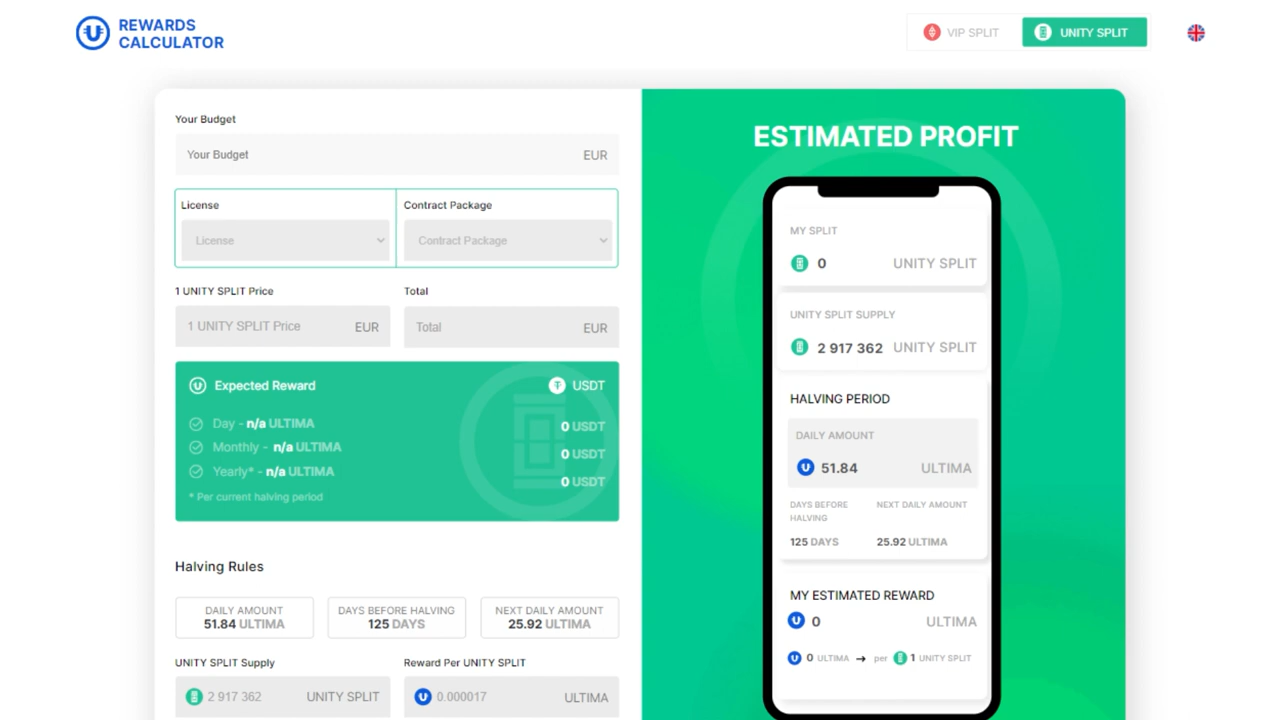 REWARDS
CALCULATOR
VIP SPLIT
UNITY SPLIT
Your Budget
Your Budget EUR
License Contract Package
License Contract Package
1 UNITY SPLIT Price Total
1 UNITY SPLIT Price EUR Total EUR
Expected Reward USDT
Day - n/a ULTIMA 0 USDT
Monthly - n/a ULTIMA 0 USDT
Yearly* - n/a ULTIMA 0 USDT
* Per current halving period
Halving Rules
DAILY AMOUNT DAYS BEFORE HALVING NEXT DAILY AMOUNT
51.84 ULTIMA 125 DAYS 25.92 ULTIMA
UNITY SPLIT Supply Reward Per UNITY SPLIT
2 917 362 UNITY SPLIT 0.000017 ULTIMA
ESTIMATED PROFIT
MY SPLIT
0 UNITY SPLIT
UNITY SPLIT SUPPLY
2 917 362 UNITY SPLIT
HALVING PERIOD
DAILY AMOUNT
51.84 ULTIMA
DAYS BEFORE NEXT DAILY AMOUNT
HALVING
125 DAYS 25.92 ULTIMA
MY ESTIMATED REWARD
0 ULTIMA
0 ULTIMA → per 1 UNITY SPLIT